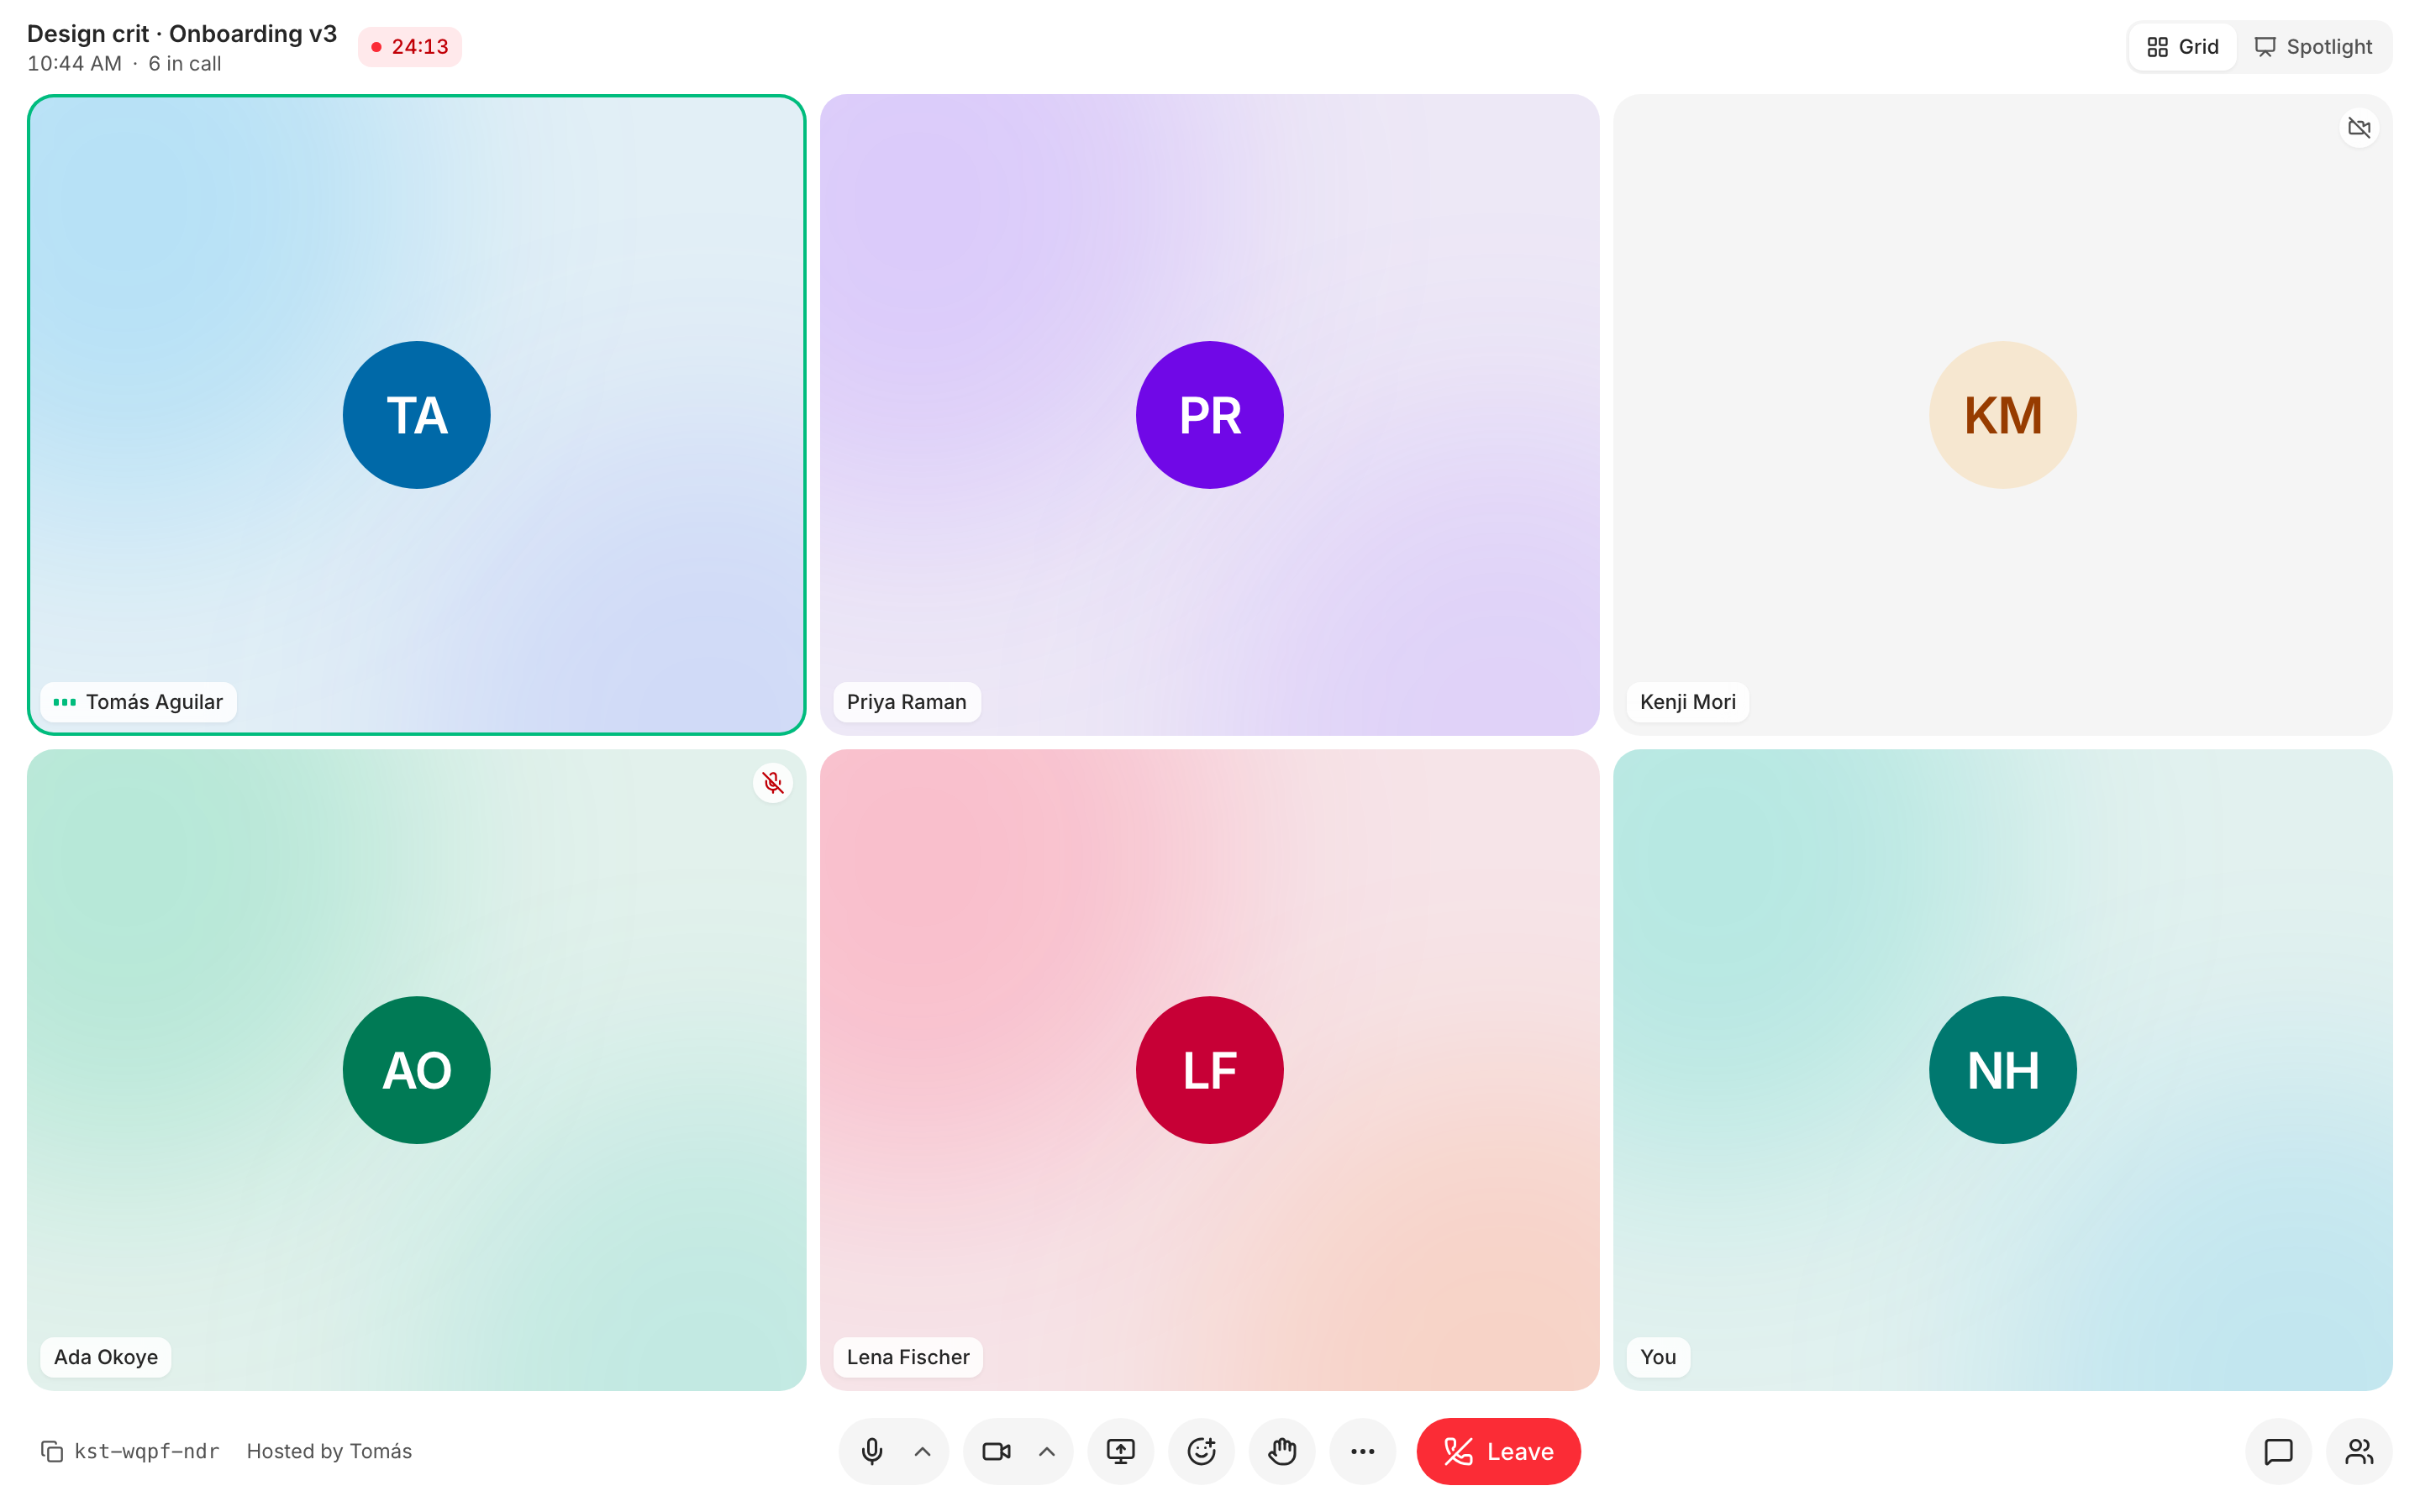 Design crit · Onboarding v3
10:44 AM · 6 in call
24:13
Grid
Spotlight
TA
Tomás Aguilar
PR
Priya Raman
KM
Kenji Mori
AO
Ada Okoye
LF
Lena Fischer
NH
You
kst-wqpf-ndr
Hosted by Tomás
Leave